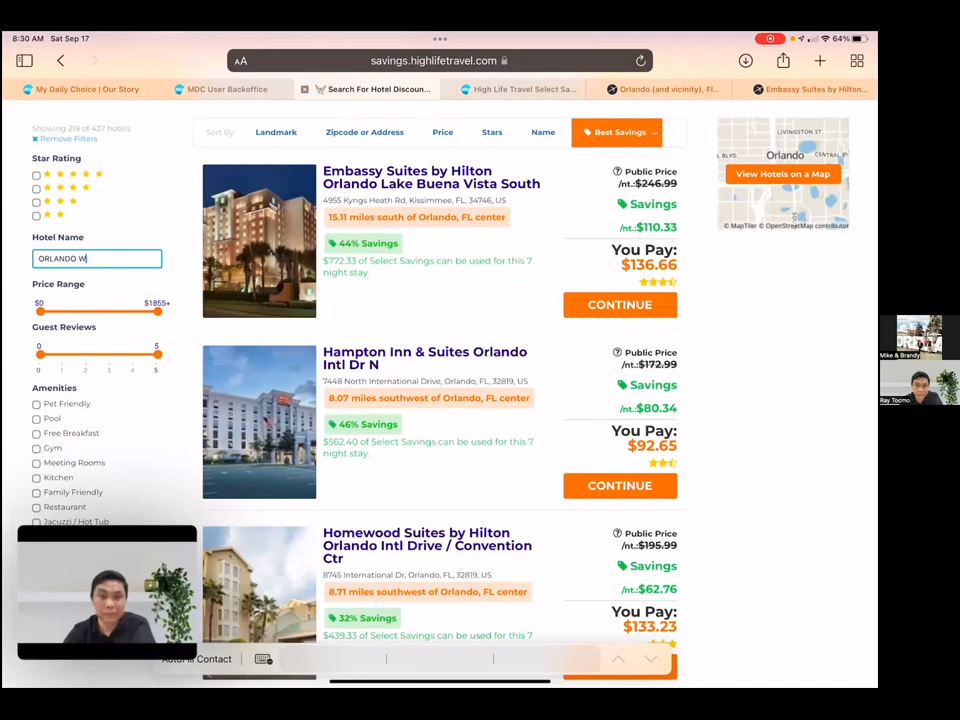 8:30 AM Sat Sep 17
64%
AA
savings.highlifetravel.com
My Daily Choice | Our Story
MDC User Backoffice
Search For Hotel Discoun...
High Life Travel Select Sa...
Orlando (and vicinity), Fl...
Embassy Suites by Hilton...
Showing 219 of 437 hotels
✖ Remove Filters
Star Rating
Hotel Name
ORLANDO W
Price Range
$0 $1855+
Guest Reviews
0 5
0 1 2 3 4 5
Amenities
Pet Friendly
Pool
Free Breakfast
Gym
Meeting Rooms
Kitchen
Family Friendly
Restaurant
Jacuzzi / Hot Tub
Sort By Landmark Zipcode or Address Price Stars Name Best Savings
Embassy Suites by Hilton
Orlando Lake Buena Vista South
4955 Kyngs Heath Rd, Kissimmee, FL, 34746, US
15.11 miles south of Orlando, FL center
44% Savings
$772.33 of Select Savings can be used for this 7
night stay.
Public Price
/nt.:$246.99
Savings
/nt.:$110.33
You Pay:
$136.66
CONTINUE
Hampton Inn & Suites Orlando
Intl Dr N
7448 North International Drive, Orlando, FL, 32819, US
8.07 miles southwest of Orlando, FL center
46% Savings
$562.40 of Select Savings can be used for this 7
night stay.
Public Price
/nt.:$172.99
Savings
/nt.:$80.34
You Pay:
$92.65
CONTINUE
Homewood Suites by Hilton
Orlando Intl Drive / Convention
Ctr
8745 International Dr, Orlando, FL, 32819, US
8.71 miles southwest of Orlando, FL center
32% Savings
$439.33 of Select Savings can be used for this 7
Public Price
/nt.:$195.99
Savings
/nt.:$62.76
You Pay:
$133.23
LIVINGSTON ST.
Orlando
View Hotels on a Map
© MapTiler © OpenStreetMap contributor
AutoFill Contact
Mike & Brandy
Ray Tocmo